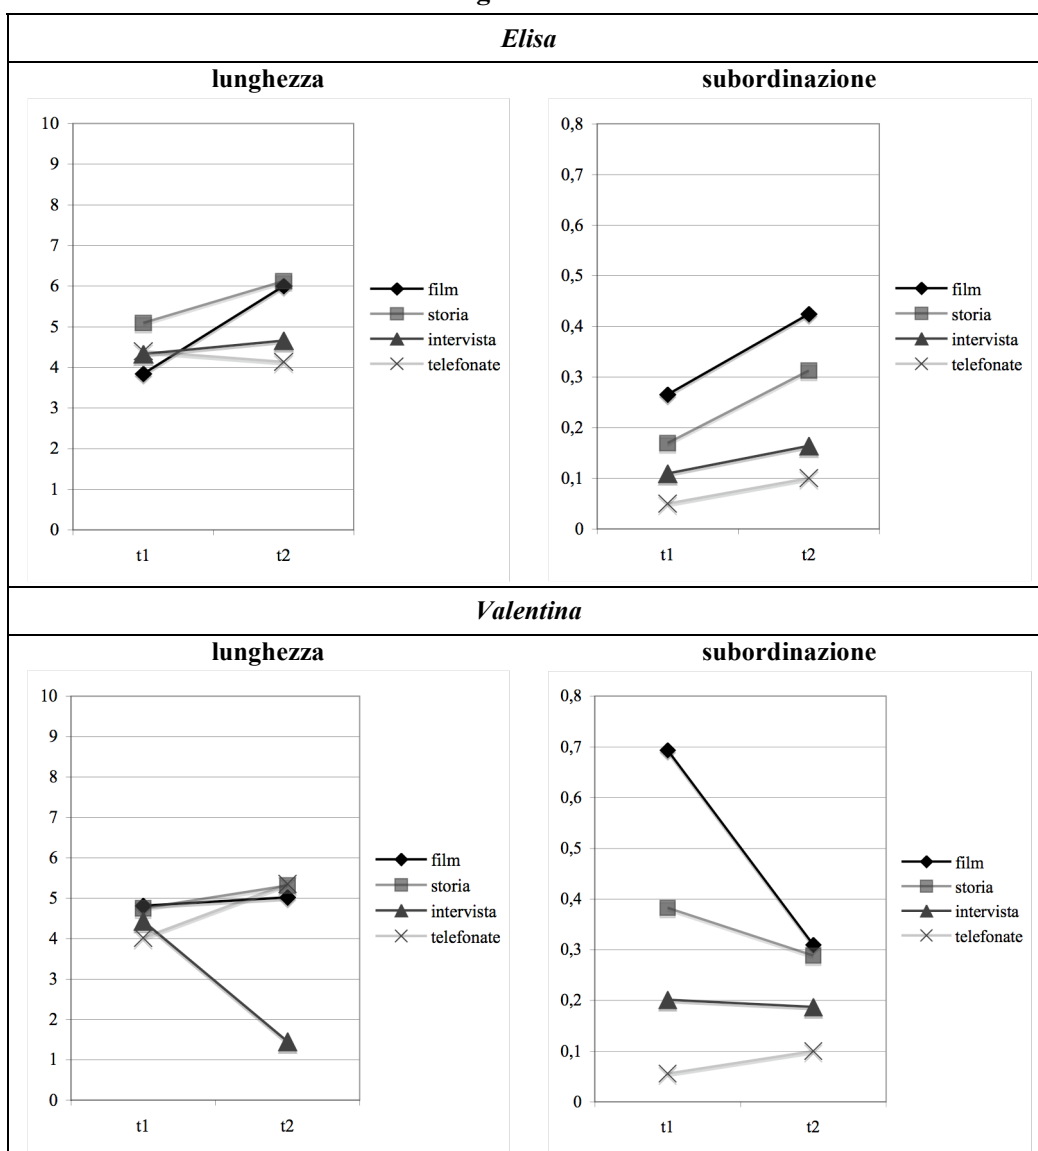 Elisa
lunghezza
10
9
8
7
6
5
4
3
2
1
0
t1 t2
film
storia
intervista
telefonate
subordinazione
0,8
0,7
0,6
0,5
0,4
0,3
0,2
0,1
0
t1 t2
film
storia
intervista
telefonate
Valentina
lunghezza
10
9
8
7
6
5
4
3
2
1
0
t1 t2
film
storia
intervista
telefonate
subordinazione
0,8
0,7
0,6
0,5
0,4
0,3
0,2
0,1
0
t1 t2
film
storia
intervista
telefonate